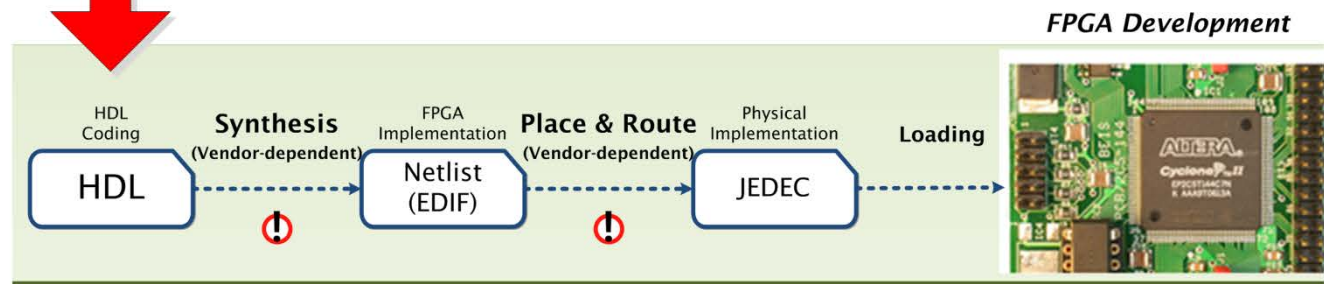 FPGA Development
HDL
Coding
HDL
Synthesis
(Vendor-dependent)
FPGA
Implementation
Netlist
(EDIF)
Place & Route
(Vendor-dependent)
Physical
Implementation
JEDEC
Loading
ALTERA
Cyclone II
BEIS